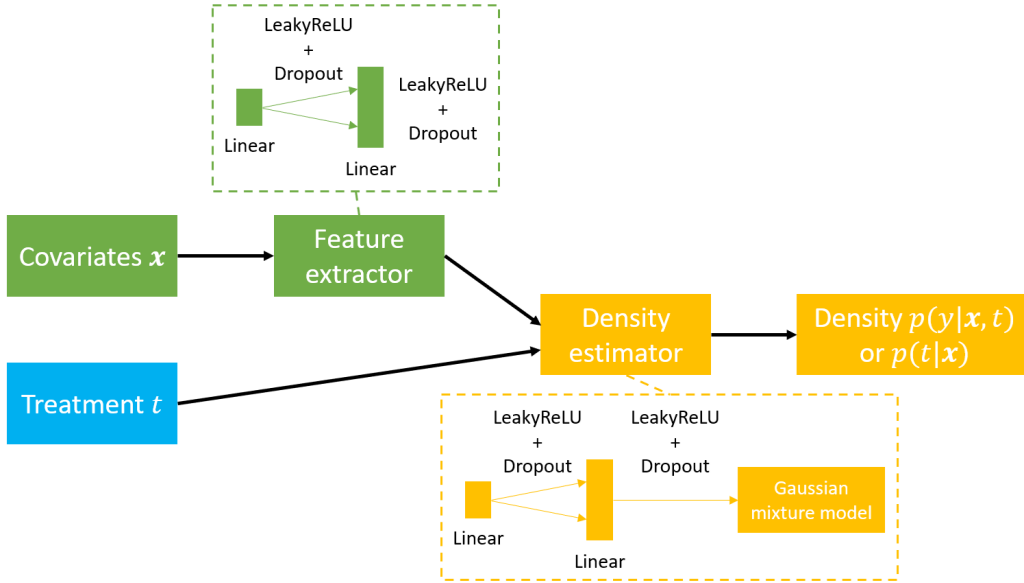 LeakyReLU
+
Dropout
LeakyReLU
+
Dropout
Linear
Linear
Covariates x
Feature
extractor
Treatment t
Density
estimator
Density p(y|x, t)
or p(t|x)
LeakyReLU
+
Dropout
LeakyReLU
+
Dropout
Linear
Linear
Gaussian
mixture model